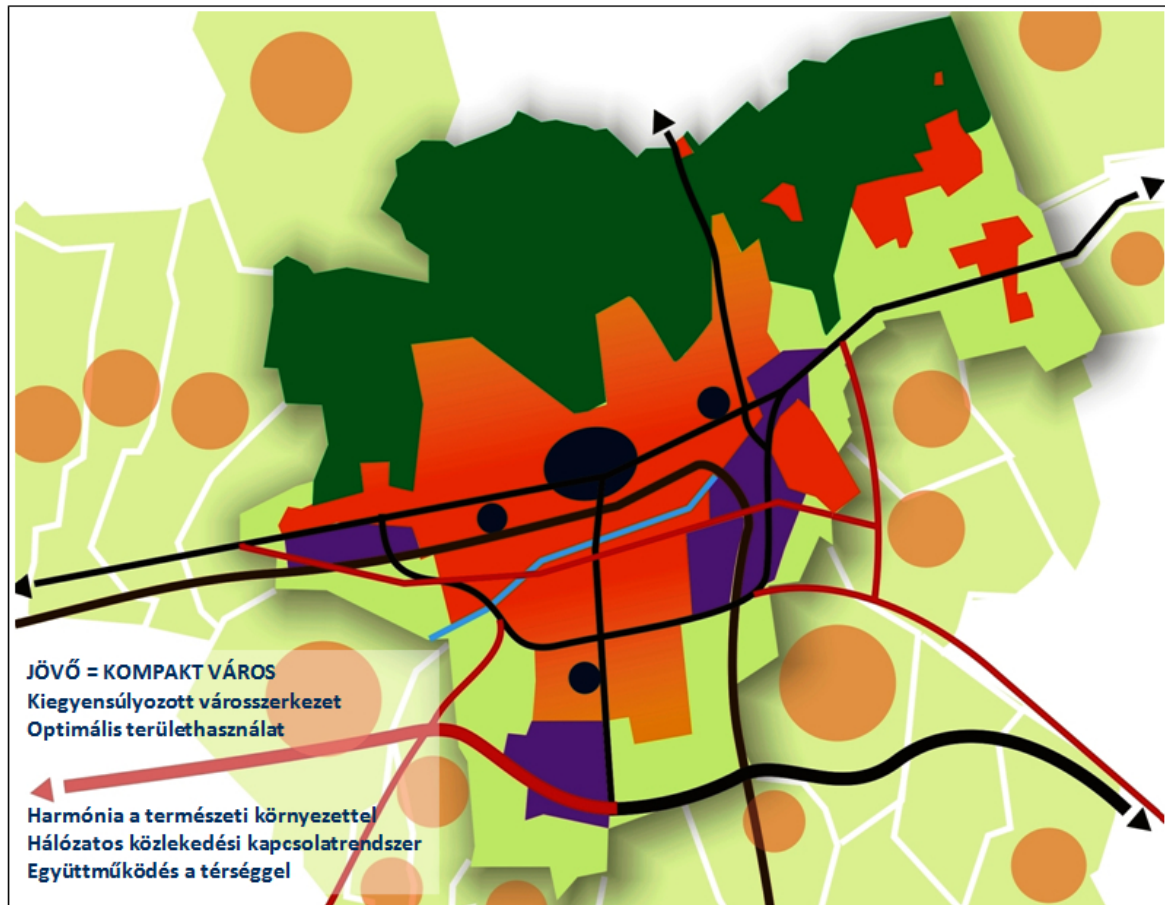 JÖVŐ = KOMPAKT VÁROS
Kiegyensúlyozott városszerkezet
Optimális területhasználat
Harmónia a természeti környezettel
Hálózatos közlekedési kapcsolatrendszer
Együttműködés a térséggel